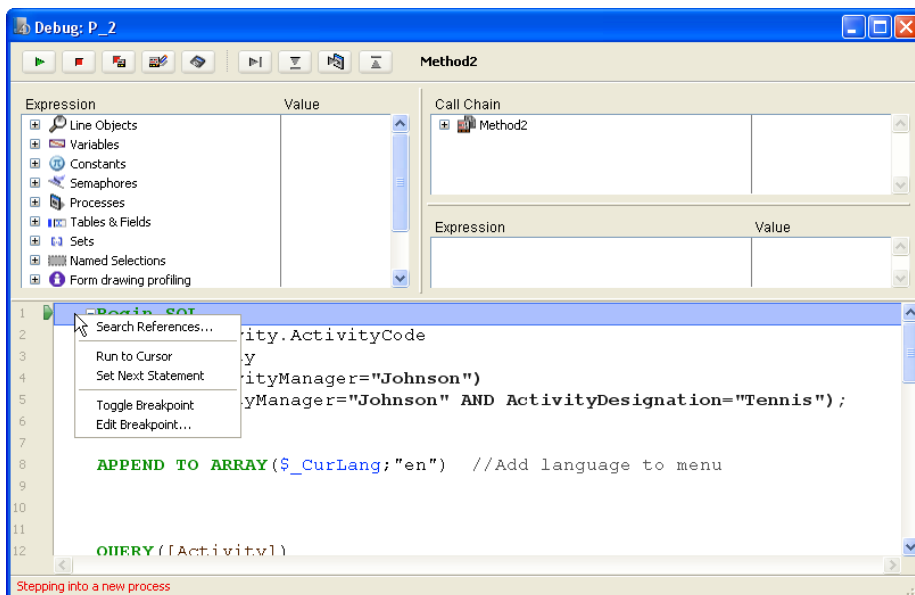 Debug: P_2
Method2
Expression Value
Line Objects
Variables
Constants
Semaphores
Processes
Tables & Fields
Sets
Named Selections
Form drawing profiling
Call Chain
Method2
Expression Value
1 Begin SQL
Search References...
2 ity.ActivityCode
3 y
Run to Cursor
4 ityManager="Johnson")
Set Next Statement
5 yManager="Johnson" AND ActivityDesignation="Tennis");
Toggle Breakpoint
6
Edit Breakpoint...
7
8 APPEND TO ARRAY($_CurLang;"en") //Add language to menu
9
10
11
12 QUERY([Activity])
Stepping into a new process